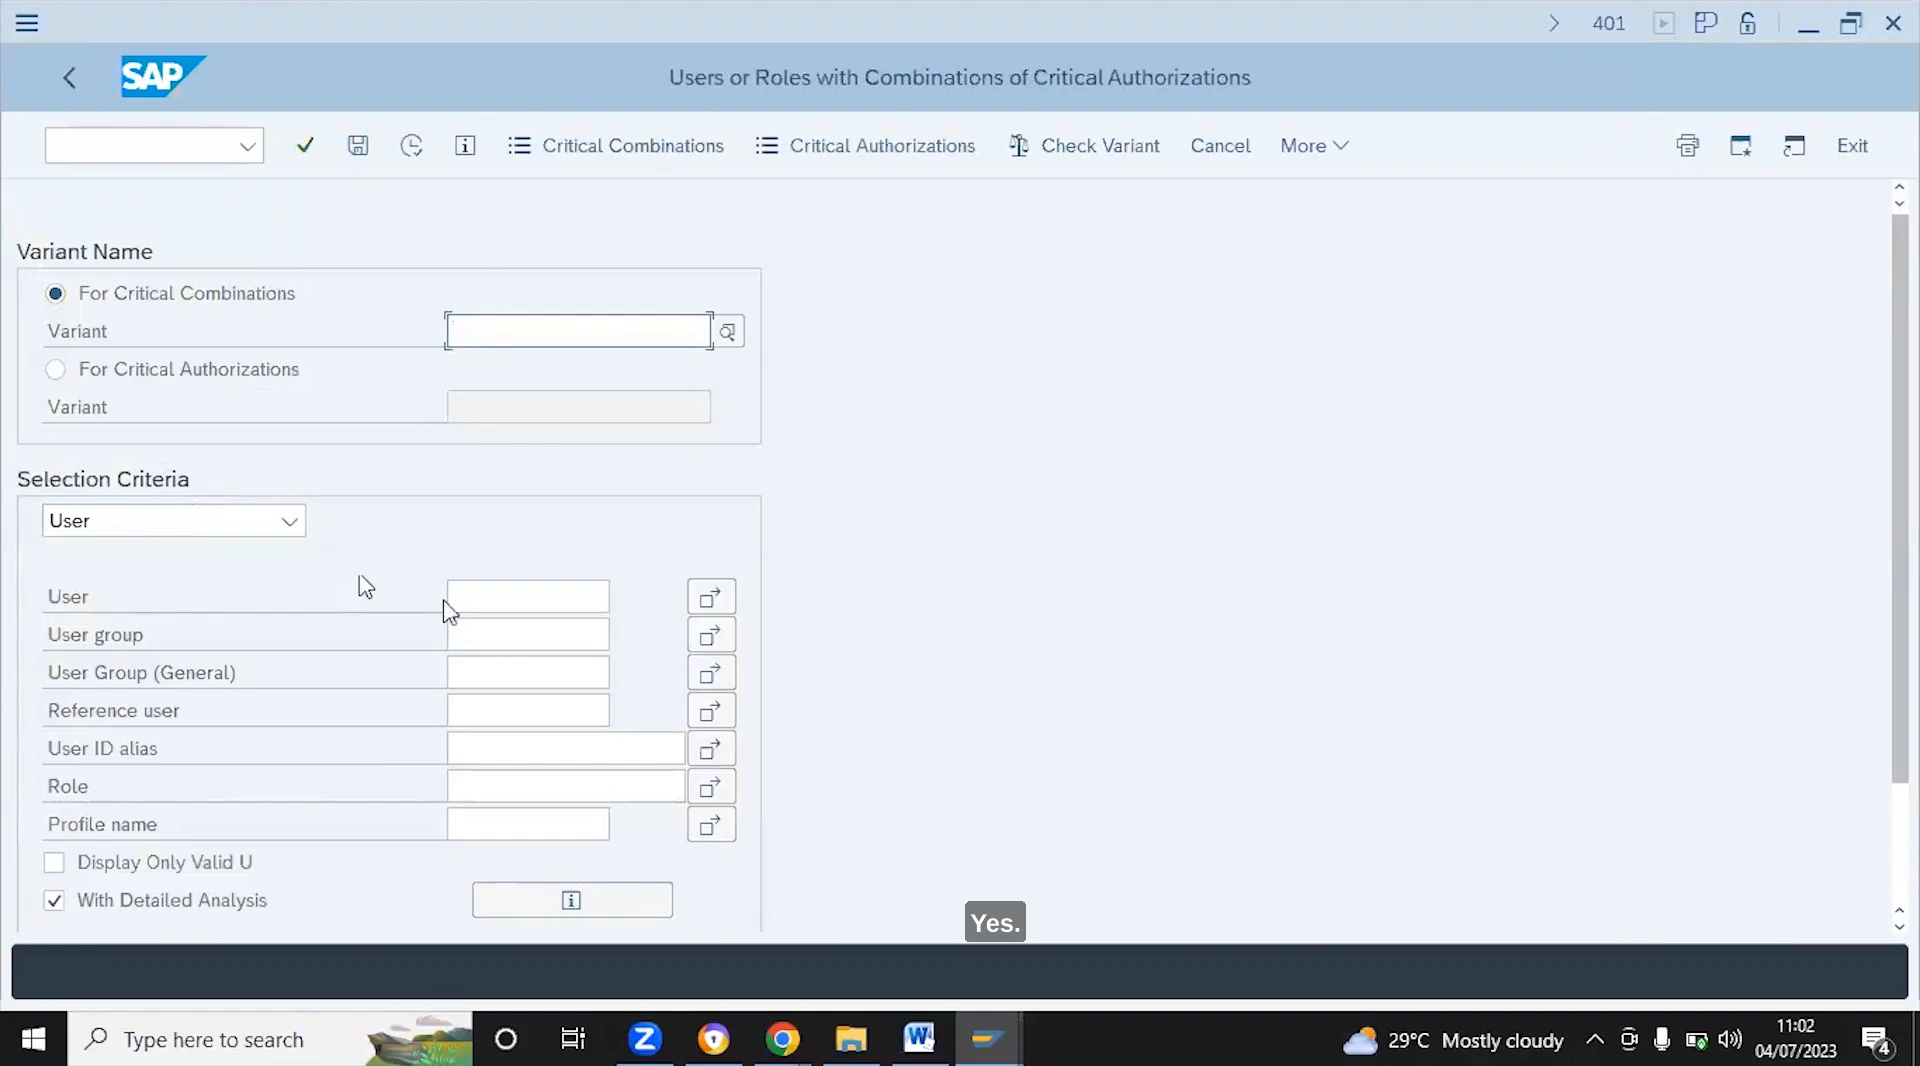 401
SAP
Users or Roles with Combinations of Critical Authorizations
Critical Combinations Critical Authorizations Check Variant Cancel More Exit
Variant Name
For Critical Combinations
Variant
For Critical Authorizations
Variant
Selection Criteria
User
User
User group
User Group (General)
Reference user
User ID alias
Role
Profile name
Display Only Valid U
With Detailed Analysis
Yes.
Type here to search
29°C Mostly cloudy
11:02
04/07/2023
4